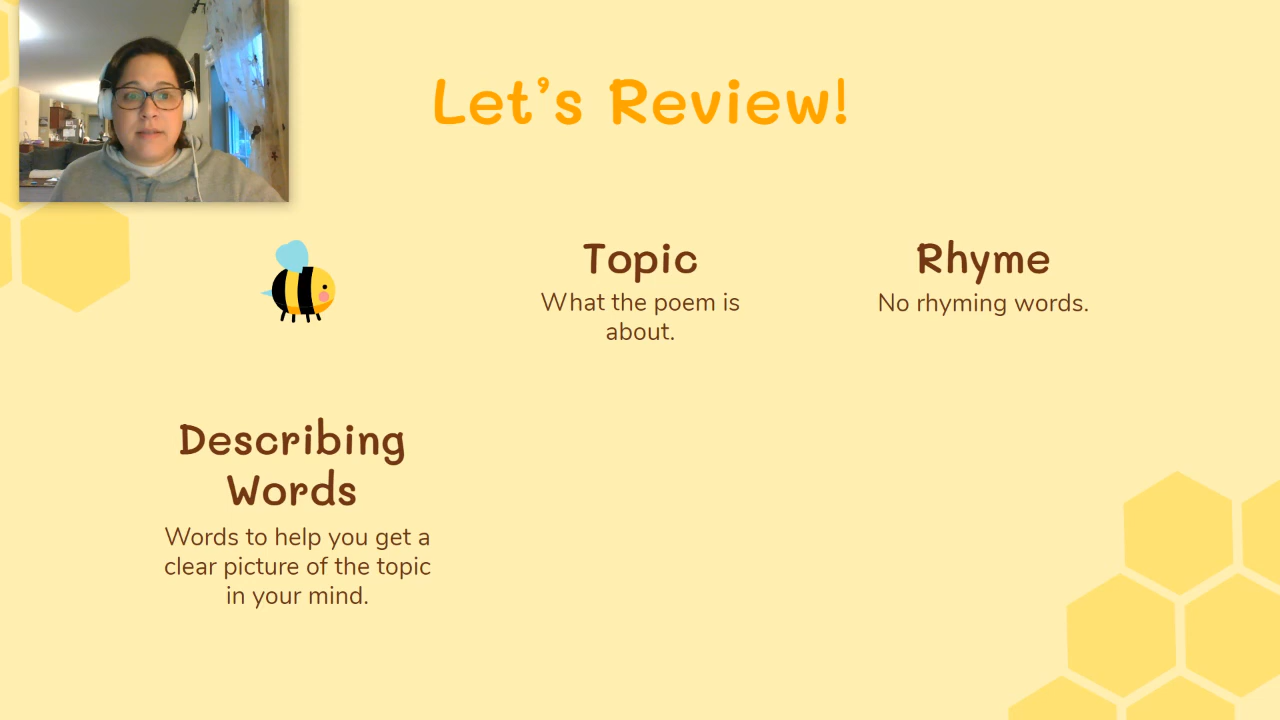 Let's Review!
Topic
What the poem is
about.
Rhyme
No rhyming words.
Describing
Words
Words to help you get a
clear picture of the topic
in your mind.